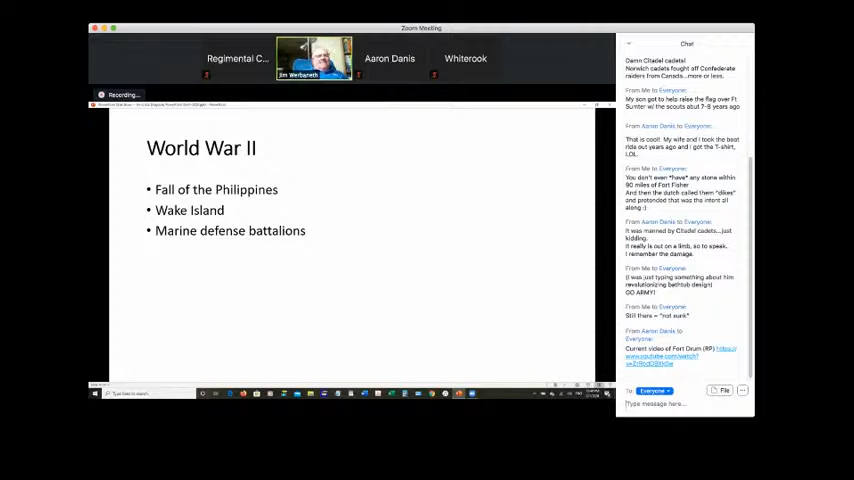 Zoom Meeting
Regimental C...
Jim Werbaneth
Aaron Danis
Whiterook
Recording...
World War II
• Fall of the Philippines
• Wake Island
• Marine defense battalions
Type here to search
Chat
Damn Citadel cadets!
Norwich cadets fought off Confederate
raiders from Canada...more or less.
From Me to Everyone:
My son got to help raise the flag over Ft
Sumter w/ the scouts abut 7-8 years ago
From Aaron Danis to Everyone:
That is cool! My wife and I took the boat
ride out years ago and I got the T-shirt,
LOL.
From Me to Everyone:
You don't even *have* any stone within
90 miles of Fort Fisher
And then the dutch called them "dikes"
and pretended that was the intent all
along :)
From Aaron Danis to Everyone:
It was manned by Citadel cadets...just
kidding.
It really is out on a limb, so to speak.
I remember the damage.
From Me to Everyone:
(I was just typing something about him
revolutionizing bathtub design)
GO ARMY!
From Me to Everyone:
Still there = "not sunk"
From Aaron Danis to
Everyone:
Current video of Fort Drum (RP) https://
www.youtube.com/watch?
To: Everyone
File
Type message here...